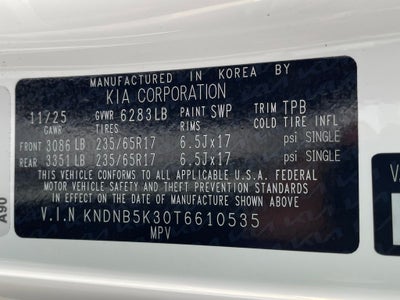 MANUFACTURED IN KOREA BY
KIA CORPORATION
11/25 GVWR 6283LB PAINT SWP TRIM TPB
GAWR TIRES RIMS COLD TIRE INFL
FRONT 3086 LB 235/65R17 6.5Jx17 psi SINGLE
REAR 3351 LB 235/65R17 6.5Jx17 psi SINGLE
THIS VEHICLE CONFORMS TO ALL APPLICABLE U.S.A. FEDERAL
MOTOR VEHICLE SAFETY AND THEFT PREVENTION STANDARDS
IN EFFECT ON THE DATE OF MANUFACTURE SHOWN ABOVE
V.I.N KNDNB5K30T6610535
MPV
A90